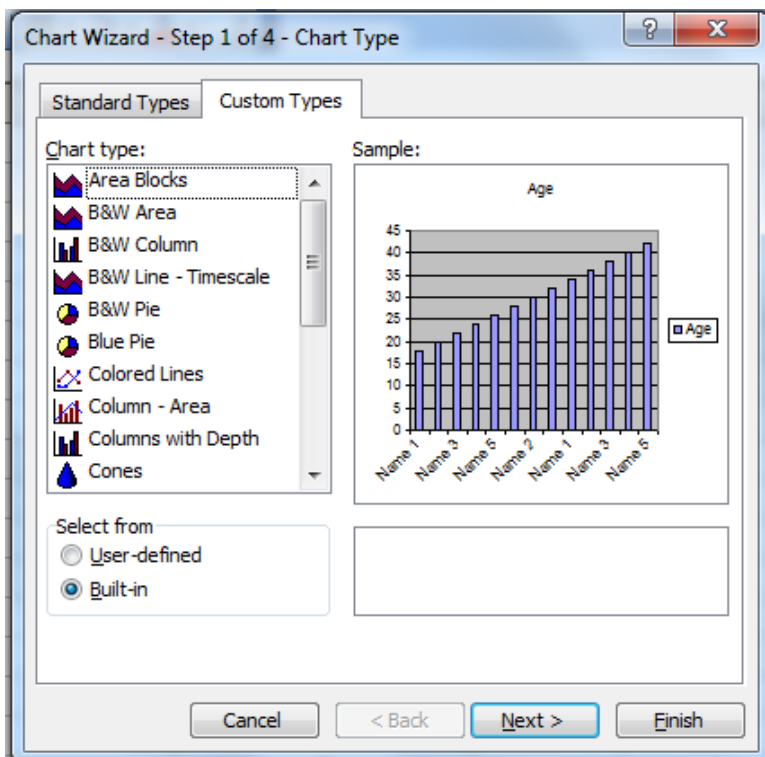 Chart Wizard - Step 1 of 4 - Chart Type
?
X
Standard Types
Custom Types
Chart type:
Area Blocks
B&W Area
B&W Column
B&W Line - Timescale
B&W Pie
Blue Pie
Colored Lines
Column - Area
Columns with Depth
Cones
Sample:
Age
45
40
35
30
25
20
15
10
5
0
Name 1
Name 3
Name 5
Name 2
Name 1
Name 3
Name 5
Age
Select from
User-defined
Built-in
Cancel
< Back
Next >
Finish